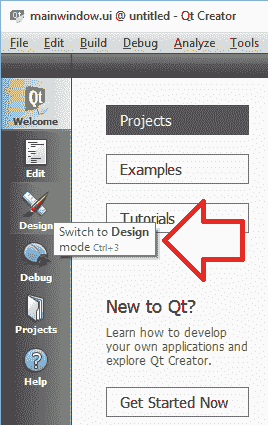 mainwindow.ui @ untitled - Qt Creator
File Edit Build Debug Analyze Tools
Qt
Welcome
Projects
Edit
Examples
Design
Tutorials
Switch to Design
mode Ctrl+3
Debug
Projects
Help
New to Qt?
Learn how to develop
your own applications and
explore Qt Creator.
Get Started Now